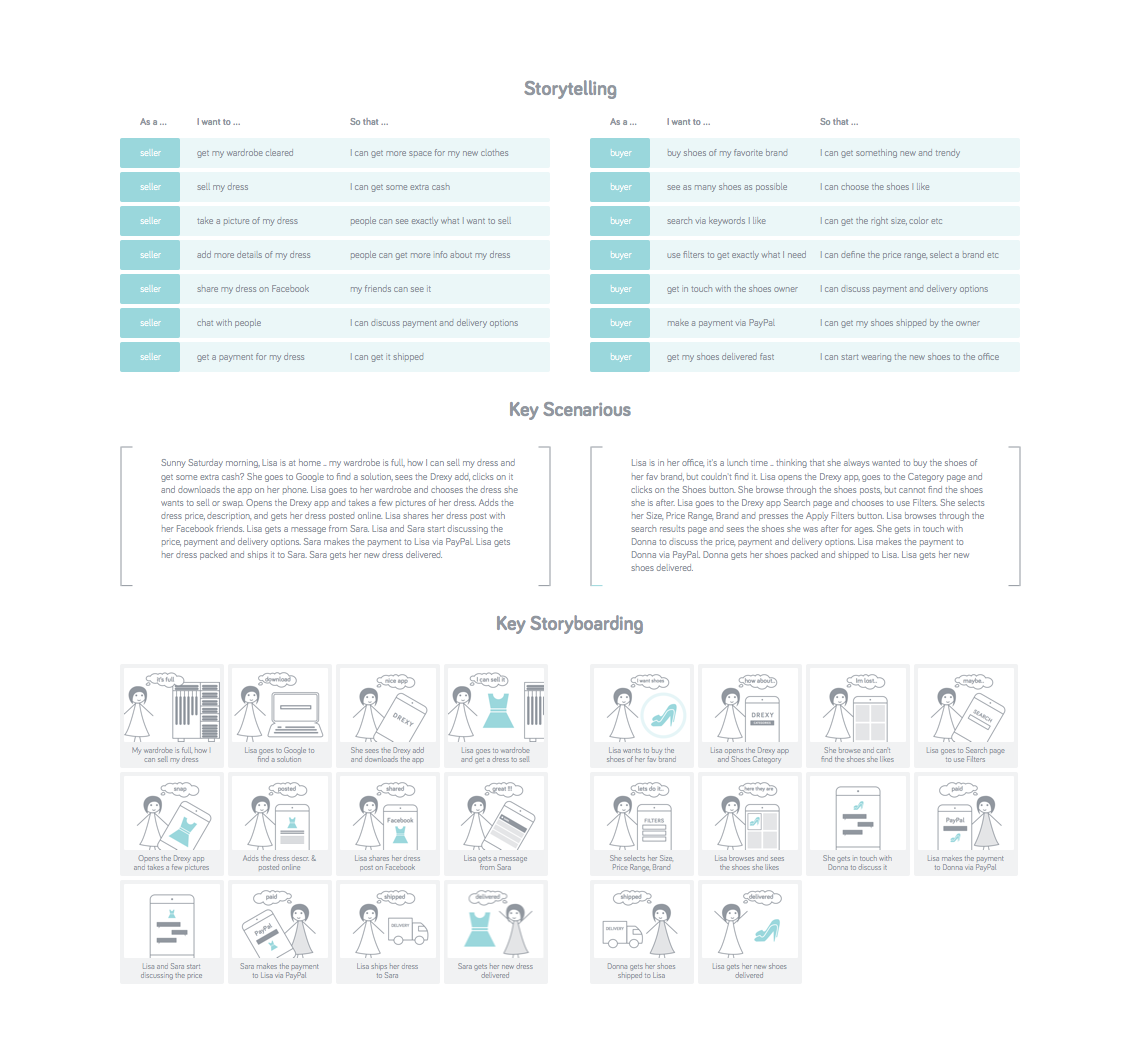 Storytelling
As a ... I want to ... So that ...
seller get my wardrobe cleared I can get more space for my new clothes
seller sell my dress I can get some extra cash
seller take a picture of my dress people can see exactly what I want to sell
seller add more details of my dress people can get more info about my dress
seller share my dress on Facebook my friends can see it
seller chat with people I can discuss payment and delivery options
seller get a payment for my dress I can get it shipped
As a ... I want to ... So that ...
buyer buy shoes of my favorite brand I can get something new and trendy
buyer see as many shoes as possible I can choose the shoes I like
buyer search via keywords I like I can get the right size, color etc
buyer use filters to get exactly what I need I can define the price range, select a brand etc
buyer get in touch with the shoes owner I can discuss payment and delivery options
buyer make a payment via PayPal I can get my shoes shipped by the owner
buyer get my shoes delivered fast I can start wearing the new shoes to the office
Key Scenarious
Sunny Saturday morning, Lisa is at home .. my wardrobe is full, how I can sell my dress and
get some extra cash? She goes to Google to find a solution, sees the Drexy add, clicks on it
and downloads the app on her phone. Lisa goes to her wardrobe and chooses the dress she
wants to sell or swap. Opens the Drexy app and takes a few pictures of her dress. Adds the
dress price, description, and gets her dress posted online. Lisa shares her dress post with
her Facebook friends. Lisa gets a message from Sara. Lisa and Sara start discussing the
price, payment and delivery options. Sara makes the payment to Lisa via PayPal. Lisa gets
her dress packed and ships it to Sara. Sara gets her new dress delivered.
Lisa is in her office, it's a lunch time .. thinking that she always wanted to buy the shoes of
her fav brand, but couldn't find it. Lisa opens the Drexy app, goes to the Category page and
clicks on the Shoes button. She browse through the shoes posts, but cannot find the shoes
she is after. Lisa goes to the Drexy app Search page and chooses to use Filters. She selects
her Size, Price Range, Brand and presses the Apply Filters button. Lisa browses through the
search results page and sees the shoes she was after for ages. She gets in touch with
Donna to discuss the price, payment and delivery options. Lisa makes the payment to
Donna via PayPal. Donna gets her shoes packed and shipped to Lisa. Lisa gets her new
shoes delivered.
Key Storyboarding
it's full
My wardrobe is full, how I
can sell my dress
download
Lisa goes to Google to
find a solution
nice app
DREXY
She sees the Drexy add
and downloads the app
I can sell it
Lisa goes to wardrobe
and get a dress to sell
snap
Opens the Drexy app
and takes a few pictures
posted
Adds the dress descr. &
posted online
shared
Facebook
Lisa shares her dress
post on Facebook
great !!!
Lisa gets a message
from Sara
Lisa and Sara start
discussing the price
paid
PayPal
Sara makes the payment
to Lisa via PayPal
shipped
DELIVERY
Lisa ships her dress
to Sara
delivered
Sara gets her new dress
delivered
I want shoes
Lisa wants to buy the
shoes of her fav brand
how about..
DREXY
Lisa opens the Drexy app
and Shoes Category
Im lost..
She browse and can't
find the shoes she likes
maybe..
SEARCH
Lisa goes to Search page
to use Filters
lets do it..
FILTERS
She selects her Size,
Price Range, Brand
here they are
Lisa browses and sees
the shoes she likes
She gets in touch with
Donna to discuss it
paid
PayPal
Lisa makes the payment
to Donna via PayPal
shipped
DELIVERY
Donna gets her shoes
shipped to Lisa
delivered
Lisa gets her new shoes
delivered